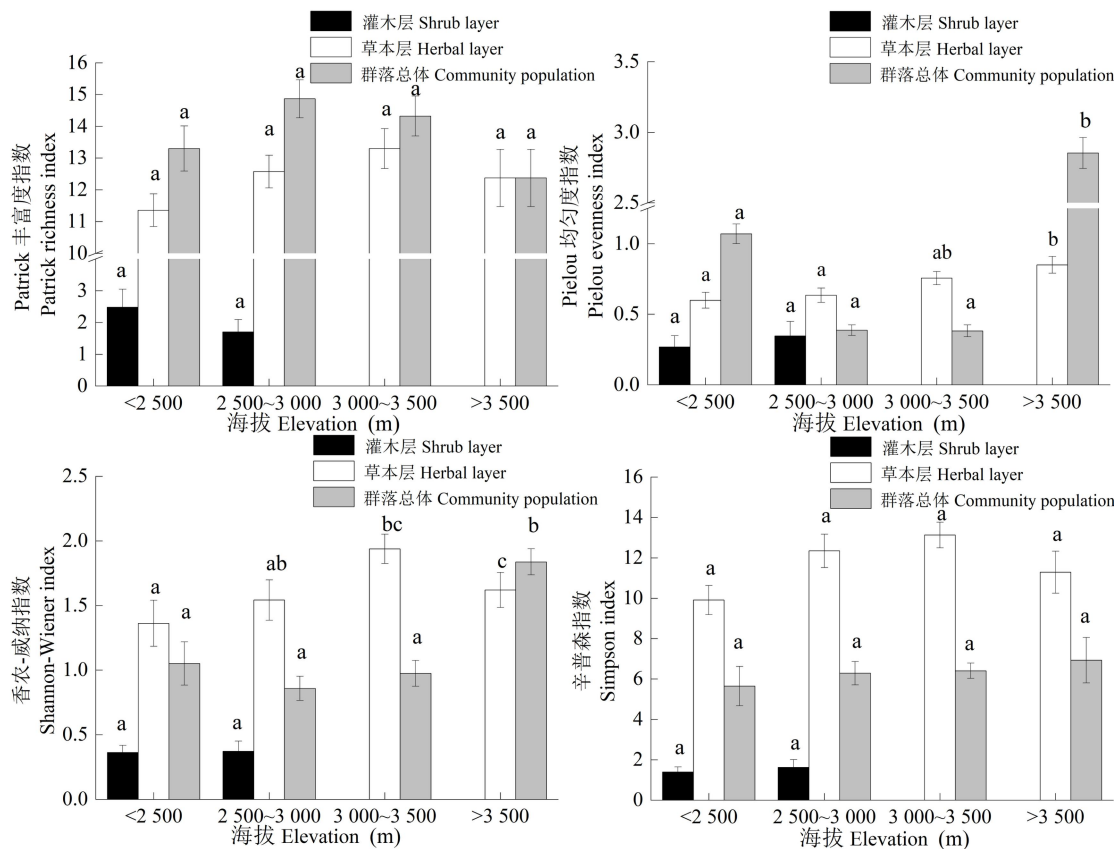 灌木层 Shrub layer
草本层 Herbal layer
群落总体 Community population
Patrick 丰富度指数
Patrick richness index
16
15
14
13
12
11
10
4
3
2
1
0
a
a
a
a
a
a
a
a
a
a
<2 500
2 500~3 000
3 000~3 500
>3 500
海拔 Elevation (m)
灌木层 Shrub layer
草本层 Herbal layer
群落总体 Community population
Pielou 均匀度指数
Pielou evenness index
3.5
3.0
2.5
1.0
0.5
0.0
a
a
a
a
a
a
ab
a
b
b
<2 500
2 500~3 000
3 000~3 500
>3 500
海拔 Elevation (m)
灌木层 Shrub layer
草本层 Herbal layer
群落总体 Community population
香农-威纳指数
Shannon-Wiener index
2.5
2.0
1.5
1.0
0.5
0.0
a
a
a
a
ab
a
bc
a
c
b
<2 500
2 500~3 000
3 000~3 500
>3 500
海拔 Elevation (m)
灌木层 Shrub layer
草本层 Herbal layer
群落总体 Community population
辛普森指数
Simpson index
16
14
12
10
8
6
4
2
0
a
a
a
a
a
a
a
a
a
a
<2 500
2 500~3 000
3 000~3 500
>3 500
海拔 Elevation (m)